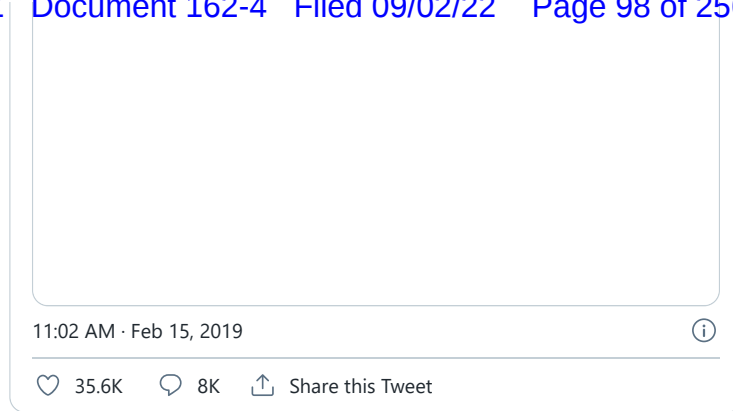 Document 162-4 Filed 09/02/22 Page 98 of 25
11:02 AM · Feb 15, 2019
35.6K 8K Share this Tweet